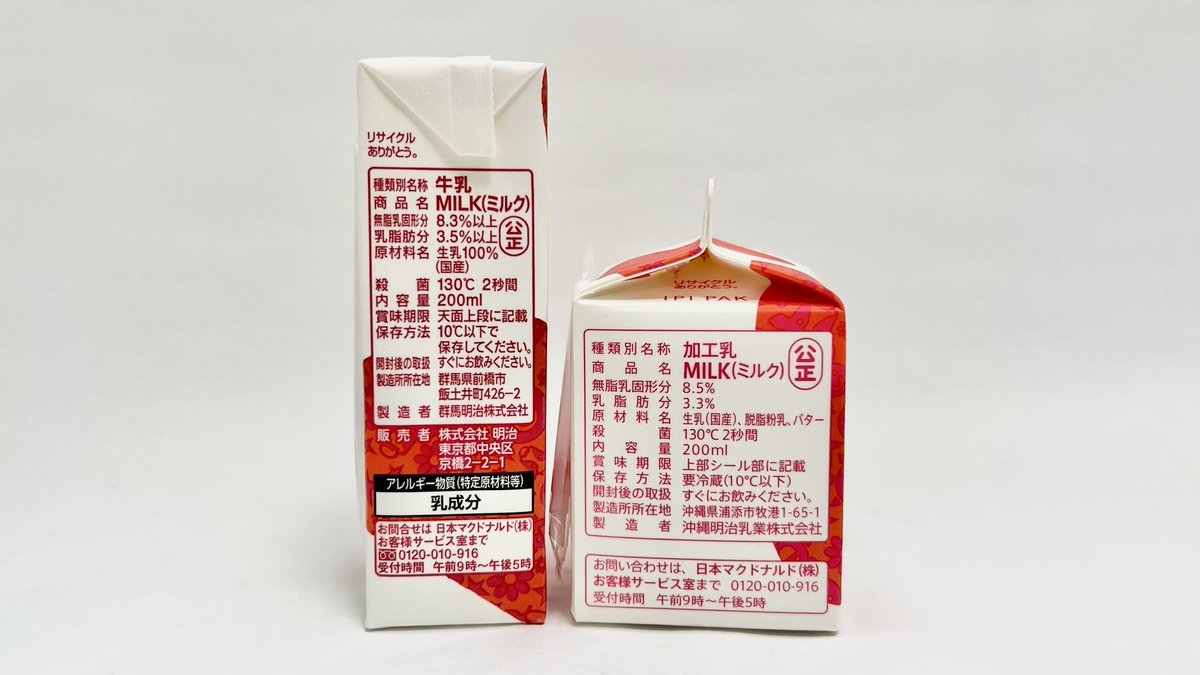 リサイクル
ありがとう。
種類別名称 牛乳
商品名 MILK(ミルク)
無脂乳固形分 8.3%以上
乳脂肪分 3.5%以上
公正
原材料名 生乳100%
(国産)
殺菌 130℃ 2秒間
内容量 200ml
賞味期限 天面上段に記載
保存方法 10℃以下で
保存してください。
開封後の取扱 すぐにお飲みください。
製造所所在地 群馬県前橋市
飯土井町426-2
製造者 群馬明治株式会社
販売者 株式会社 明治
東京都中央区
京橋2-2-1
アレルギー物質(特定原材料等)
乳成分
お問合せは 日本マクドナルド(株)
お客様サービス室まで
0120-010-916
受付時間 午前9時〜午後5時
リサイクル
ありがとう。
IPI PAK
種類別名称 加工乳
商品名 MILK(ミルク)
公正
無脂乳固形分 8.5%
乳脂肪分 3.3%
原材料名 生乳(国産)、脱脂粉乳、バター
殺菌 130℃ 2秒間
内容量 200ml
賞味期限 上部シール部に記載
保存方法 要冷蔵(10℃以下)
開封後の取扱 すぐにお飲みください。
製造所所在地 沖縄県浦添市牧港1-65-1
製造者 沖縄明治乳業株式会社
お問い合わせは、日本マクドナルド(株)
お客様サービス室まで 0120-010-916
受付時間 午前9時〜午後5時